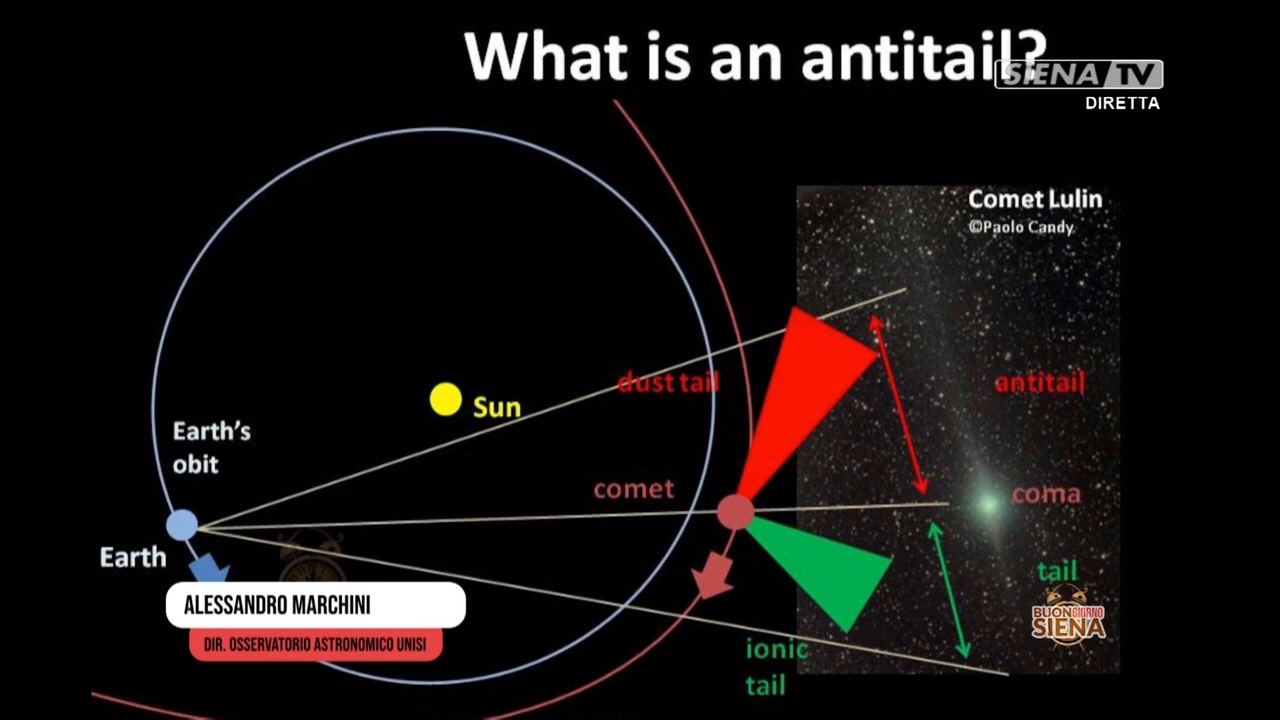 What is an antitail?
SIENA TV
DIRETTA
Comet Lulin
©Paolo Candy
dust tail
antitail
Sun
Earth's
obit
comet
coma
Earth
tail
ALESSANDRO MARCHINI
DIR. OSSERVATORIO ASTRONOMICO UNISI
BUONGIORNO
SIENA
ionic
tail